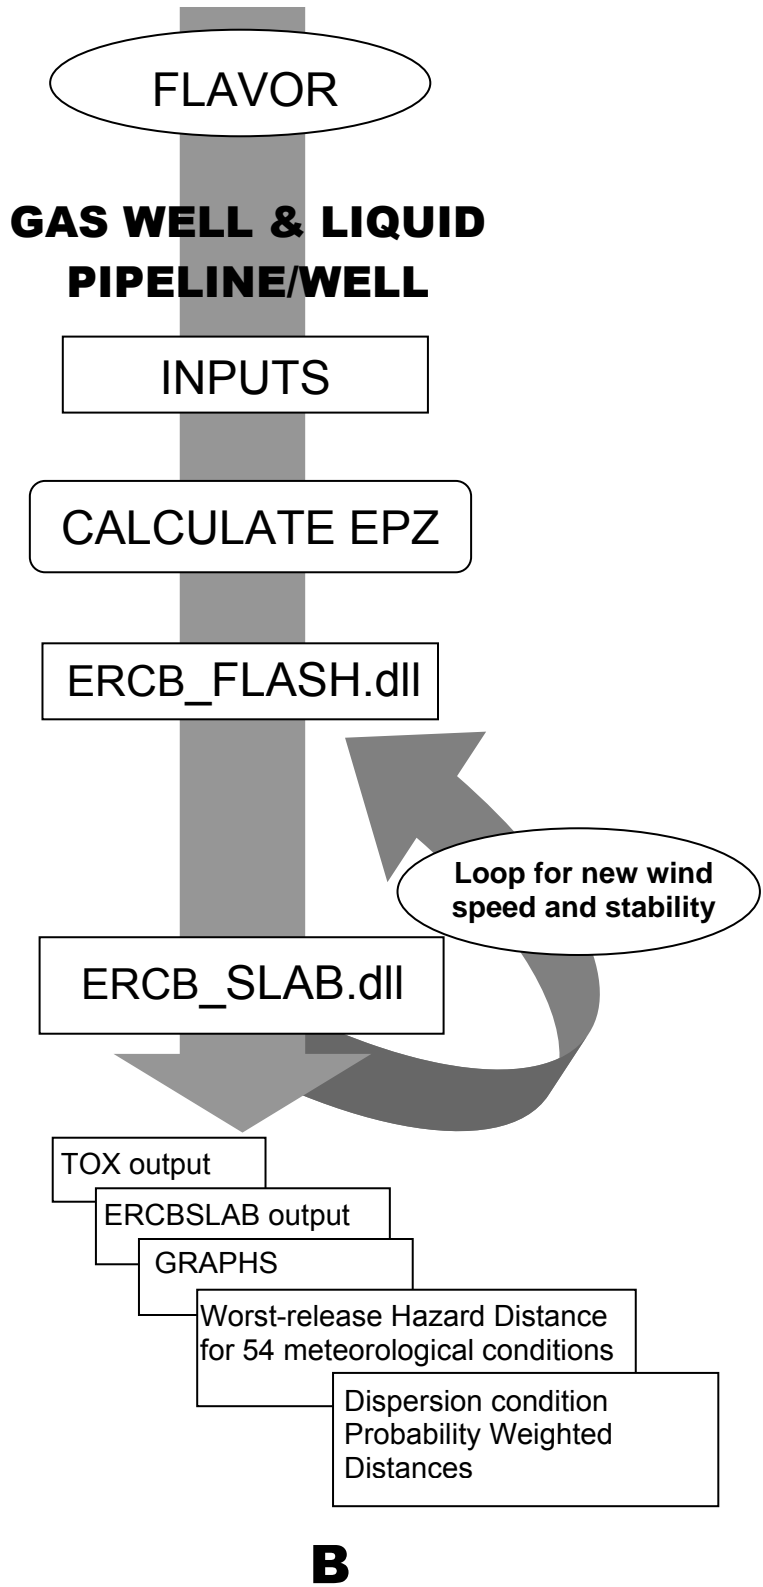 FLAVOR
GAS WELL & LIQUID
PIPELINE/WELL
INPUTS
CALCULATE EPZ
ERCB_FLASH.dll
Loop for new wind
speed and stability
ERCB_SLAB.dll
TOX output
ERCBSLAB output
GRAPHS
Worst-release Hazard Distance
for 54 meteorological conditions
Dispersion condition
Probability Weighted
Distances
B